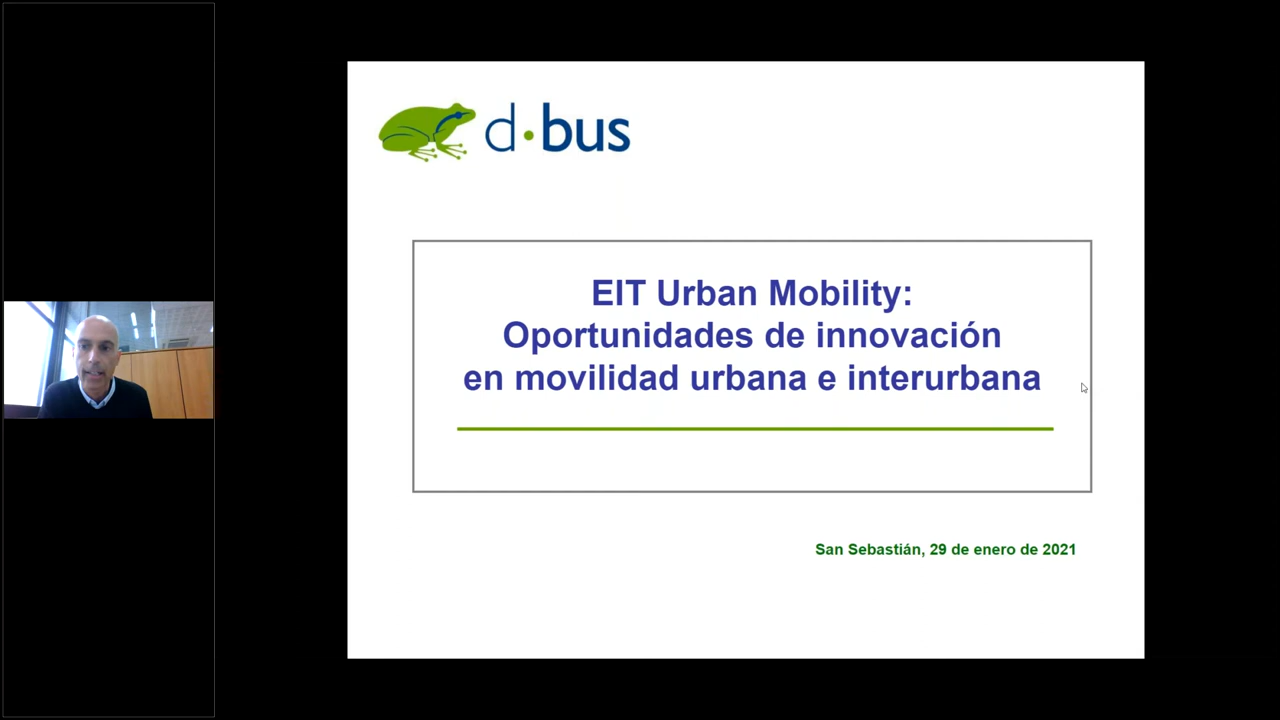 d·bus
EIT Urban Mobility:
Oportunidades de innovación
en movilidad urbana e interurbana
San Sebastián, 29 de enero de 2021